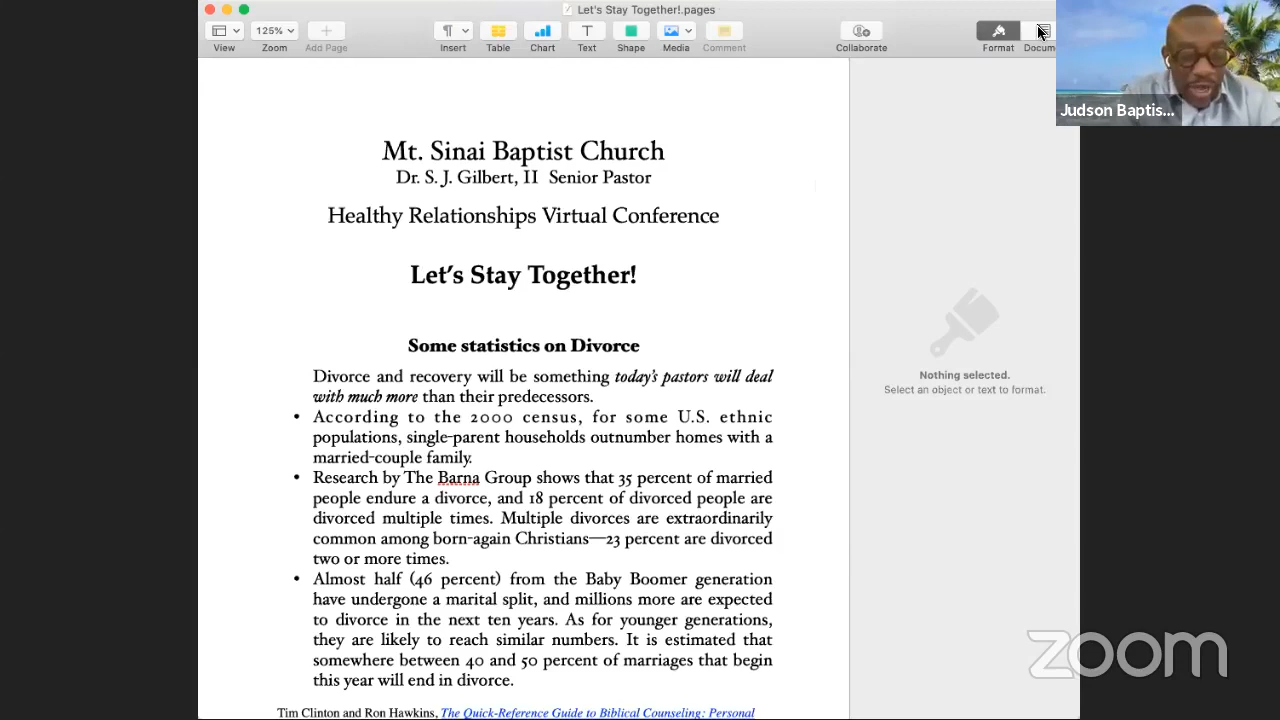 Let's Stay Together!.pages
125%
View
Zoom
Add Page
Insert
Table
Chart
Text
Shape
Media
Comment
Collaborate
Format
Docum
Judson Baptis...
Mt. Sinai Baptist Church
Dr. S. J. Gilbert, II Senior Pastor
Healthy Relationships Virtual Conference
Let's Stay Together!
Some statistics on Divorce
Divorce and recovery will be something today's pastors will deal
with much more than their predecessors.
• According to the 2000 census, for some U.S. ethnic
populations, single-parent households outnumber homes with a
married-couple family.
• Research by The Barna Group shows that 35 percent of married
people endure a divorce, and 18 percent of divorced people are
divorced multiple times. Multiple divorces are extraordinarily
common among born-again Christians—23 percent are divorced
two or more times.
• Almost half (46 percent) from the Baby Boomer generation
have undergone a marital split, and millions more are expected
to divorce in the next ten years. As for younger generations,
they are likely to reach similar numbers. It is estimated that
somewhere between 40 and 50 percent of marriages that begin
this year will end in divorce.
Tim Clinton and Ron Hawkins, The Quick-Reference Guide to Biblical Counseling: Personal
Nothing selected.
Select an object or text to format.
zoom